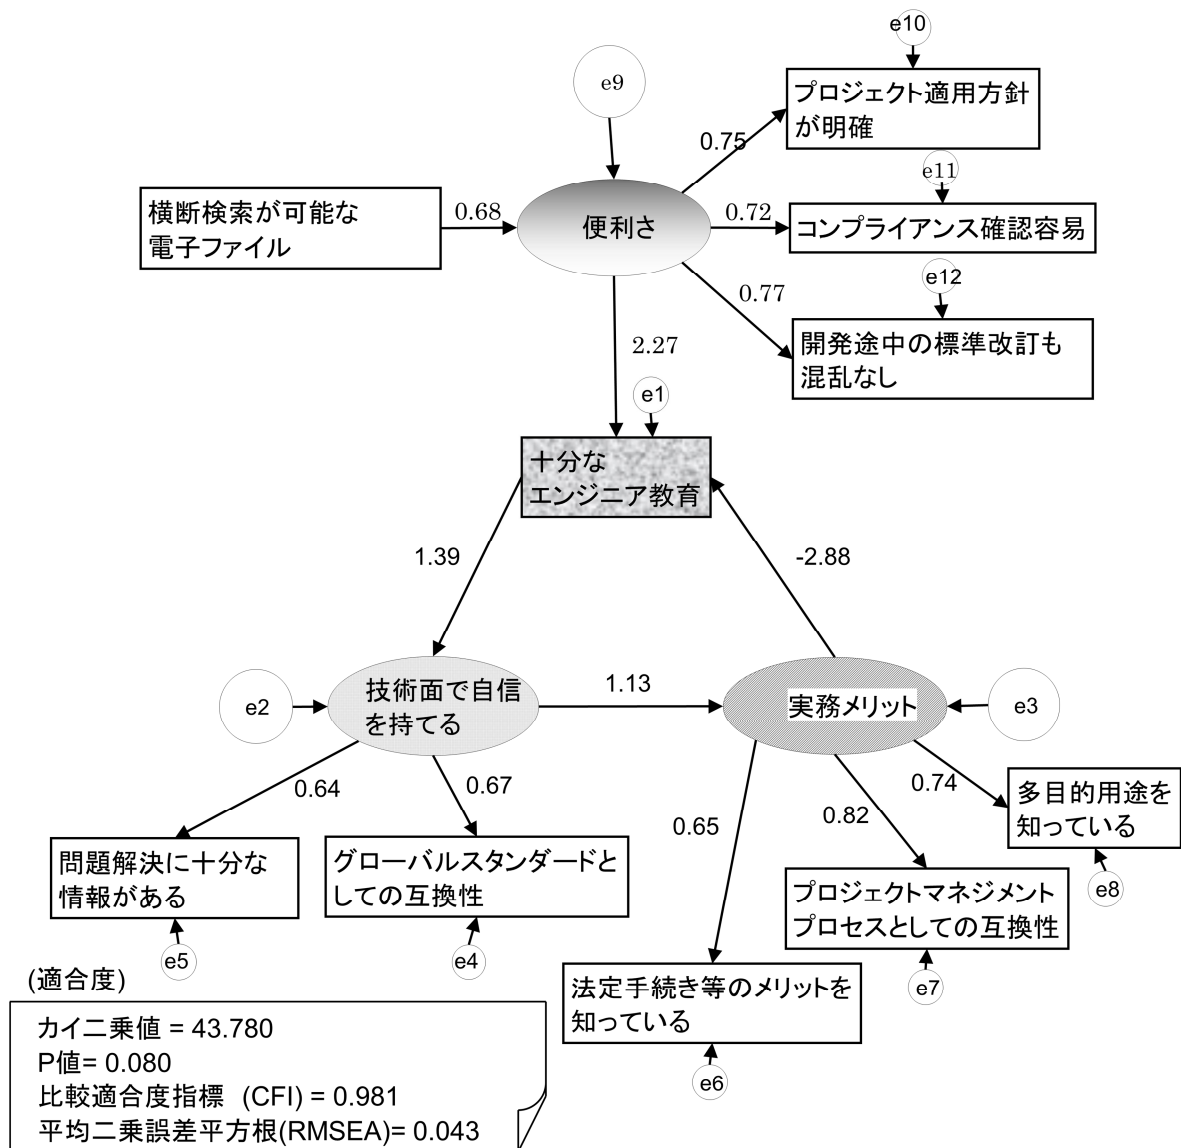 e10
プロジェクト適用方針
が明確
e9
0.75
e11
横断検索が可能な
電子ファイル
0.68
便利さ
0.72
コンプライアンス確認容易
e12
0.77
開発途中の標準改訂も
混乱なし
2.27
e1
十分な
エンジニア教育
1.39
-2.88
e2
技術面で自信
を持てる
1.13
実務メリット
e3
0.64
0.67
0.65
0.82
0.74
多目的用途を
知っている
問題解決に十分な
情報がある
グローバルスタンダードと
しての互換性
プロジェクトマネジメント
プロセスとしての互換性
e8
e5
e4
e7
法定手続き等のメリットを
知っている
e6
(適合度)
カイ二乗値 = 43.780
P値= 0.080
比較適合度指標 (CFI) = 0.981
平均二乗誤差平方根(RMSEA)= 0.043